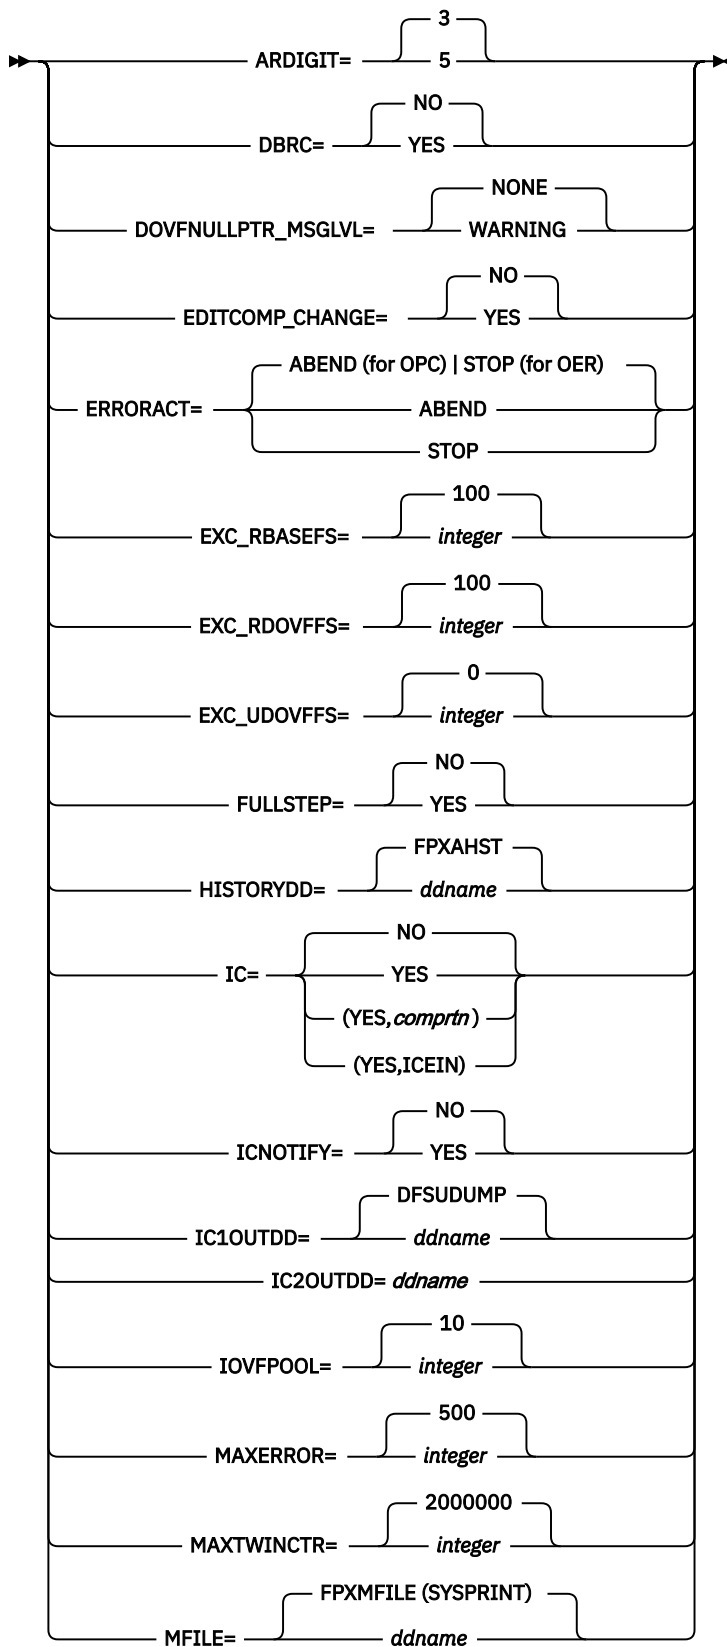 3
ARDIGIT= 5
NO
DBRC= YES
NONE
DOVFNULLPTR_MSGLVL= WARNING
NO
EDITCOMP_CHANGE= YES
ABEND (for OPC) | STOP (for OER)
ERRORACT= ABEND
STOP
100
EXC_RBASEFS= integer
100
EXC_RDOVFFS= integer
0
EXC_UDOVFFS= integer
NO
FULLSTEP= YES
FPXAHST
HISTORYDD= ddname
NO
IC= YES
(YES,comprtn)
(YES,ICEIN)
NO
ICNOTIFY= YES
DFSUDUMP
IC1OUTDD= ddname
IC2OUTDD= ddname
10
IOVFPOOL= integer
500
MAXERROR= integer
2000000
MAXTWINCTR= integer
FPXMFILE (SYSPRINT)
MFILE= ddname